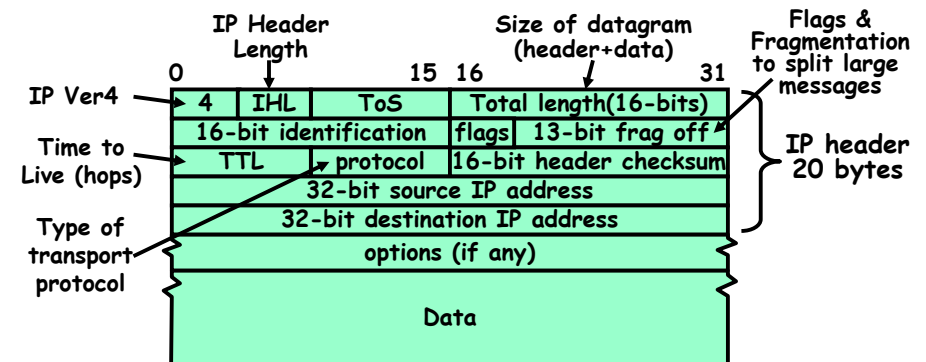 IP Header
Length
Size of datagram
(header+data)
Flags &
Fragmentation
to split large
messages
0 15 16 31
IP Ver4
4 IHL ToS Total length(16-bits)
16-bit identification flags 13-bit frag off
Time to
Live (hops)
TTL protocol 16-bit header checksum
IP header
20 bytes
32-bit source IP address
32-bit destination IP address
Type of
transport
protocol
options (if any)
Data